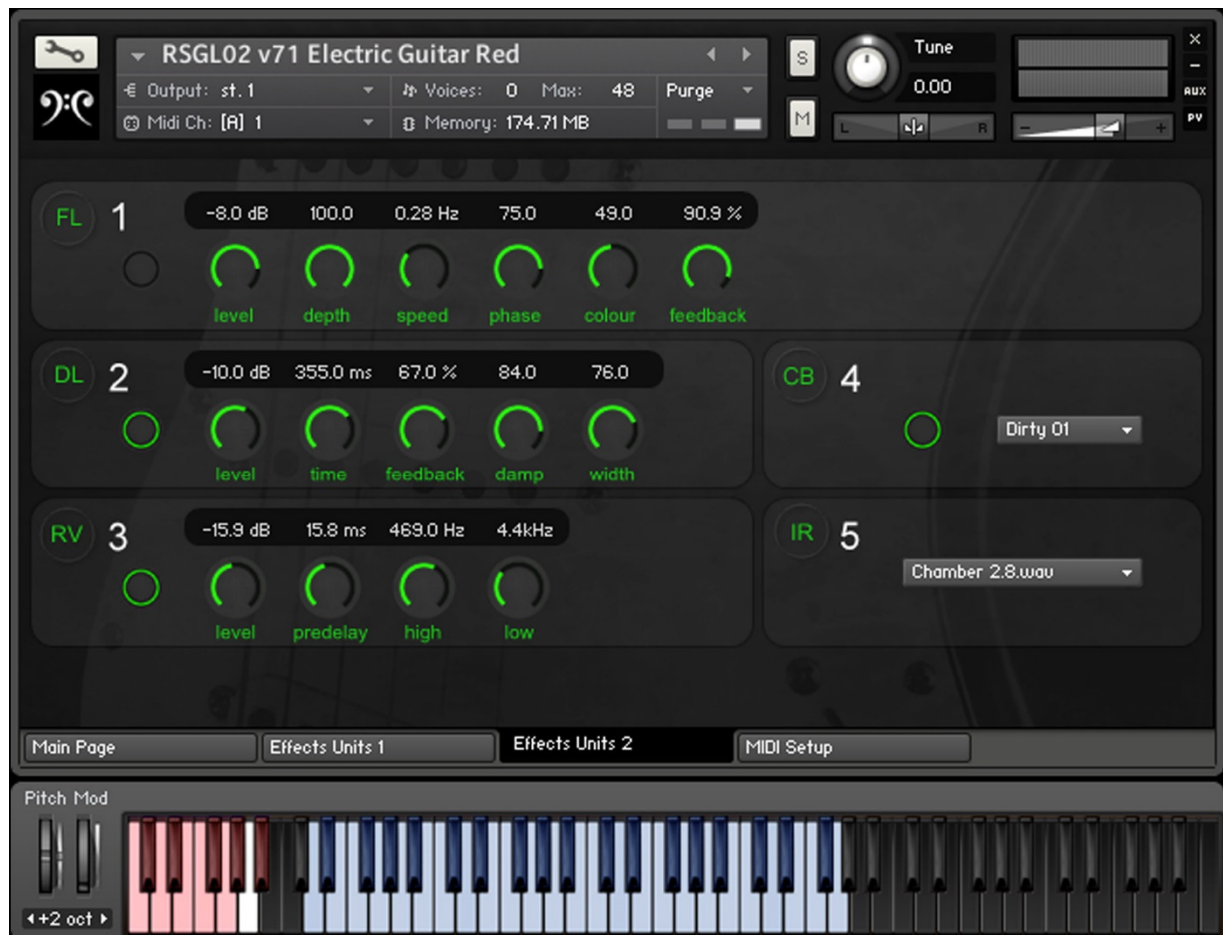 RSGL02 v71 Electric Guitar Red
Output: st.1 Voices: 0 Max: 48 Purge
Midi Ch: [A] 1 Memory: 174.71 MB
S
M
Tune
0.00
L R
- +
×
-
AUX
PV
FL 1
-8.0 dB 100.0 0.28 Hz 75.0 49.0 90.9 %
level depth speed phase colour feedback
DL 2
-10.0 dB 355.0 ms 67.0 % 84.0 76.0
level time feedback damp width
CB 4
Dirty 01
RV 3
-15.9 dB 15.8 ms 469.0 Hz 4.4kHz
level predelay high low
IR 5
Chamber 2.8.wav
Main Page Effects Units 1 Effects Units 2 MIDI Setup
Pitch Mod
+2 oct